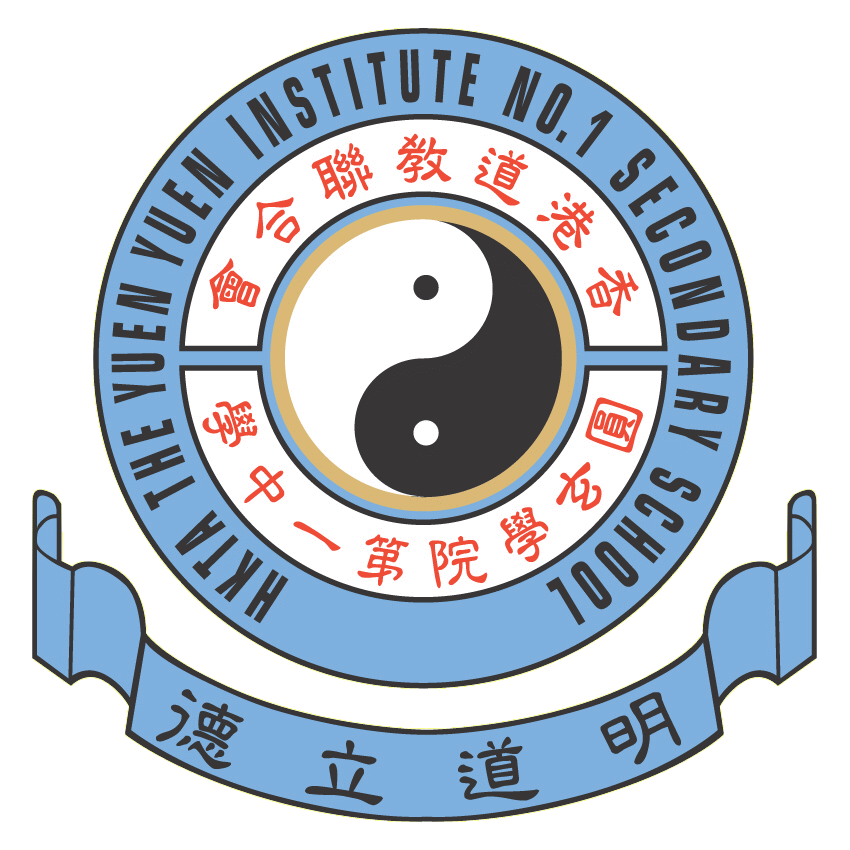 HKTA THE YUEN YUEN INSTITUTE NO.1 SECONDARY SCHOOL
香港道教聯合會
圓玄學院第一中學
明道立德